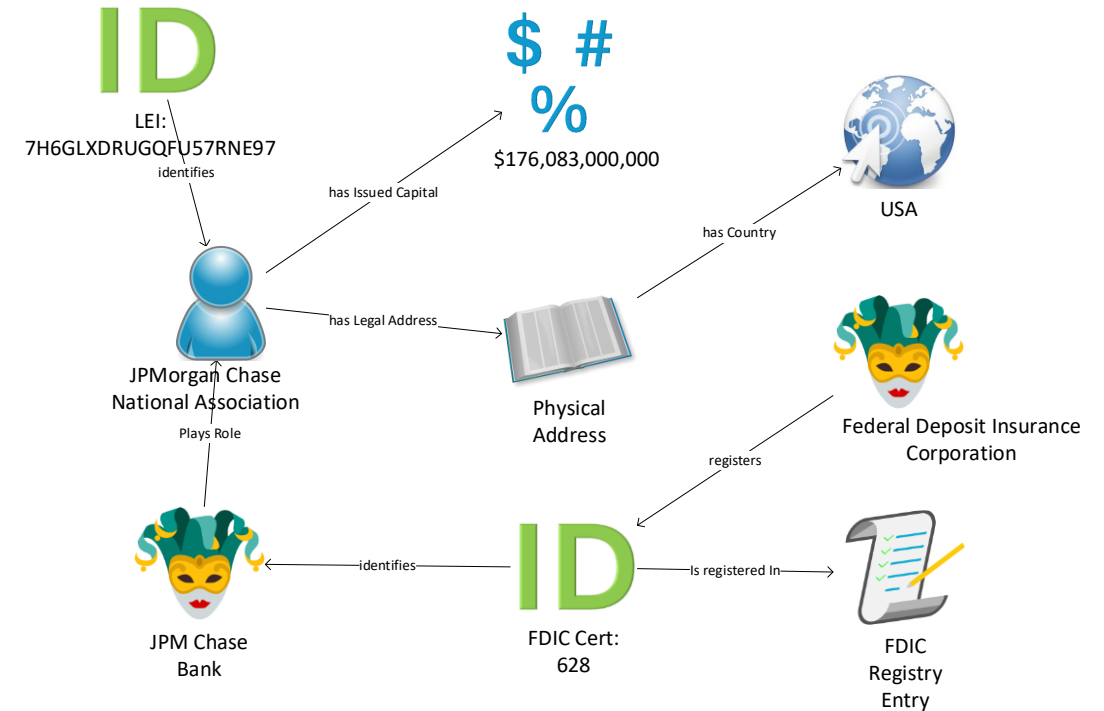 ID
LEI:
7H6GLXDRUGQFU57RNE97
identifies
$ #
%
$176,083,000,000
has Issued Capital
USA
has Country
has Legal Address
JPMorgan Chase
National Association
Physical
Address
Federal Deposit Insurance
Corporation
Plays Role
registers
ID
identifies
Is registered In
JPM Chase
Bank
FDIC Cert:
628
FDIC
Registry
Entry